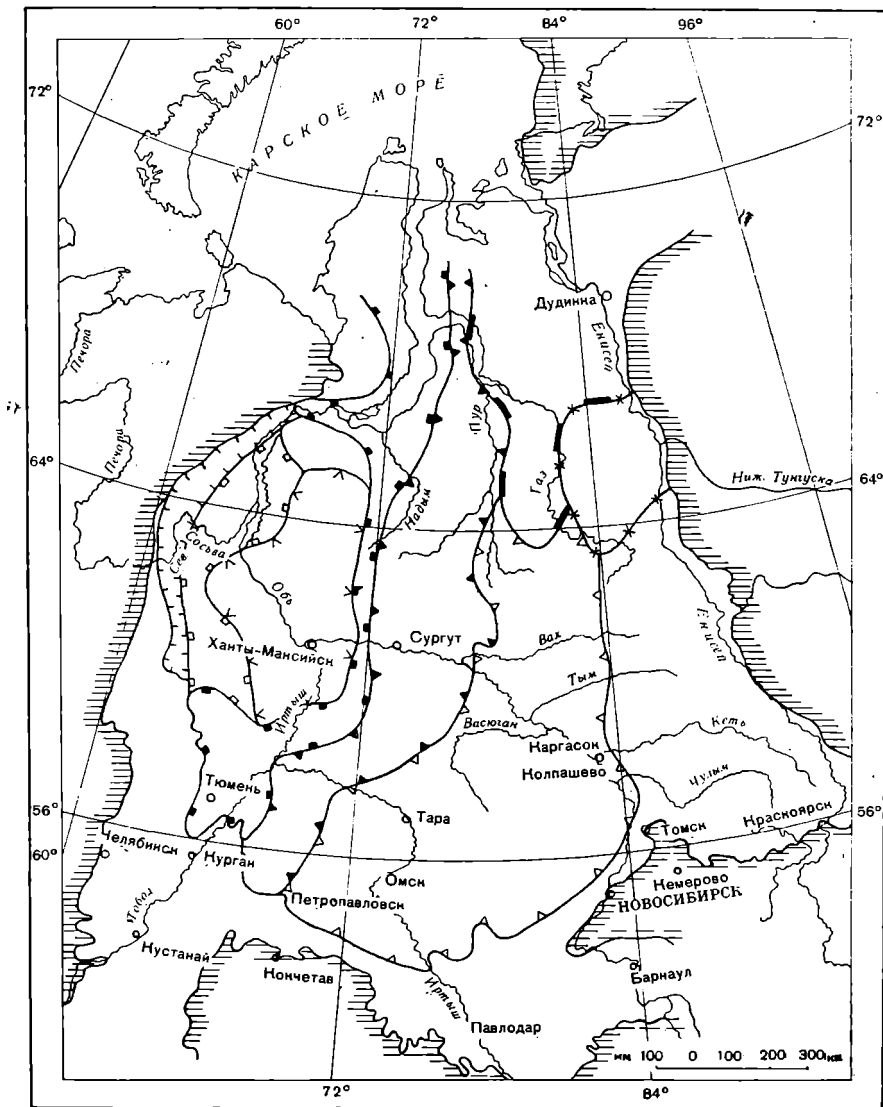 60° 72° 84° 96°
72°
72°
КАРСКОЕ МОРЕ
Дудинна
Енисей
Печора
Печора
Пур
Таз
64°
64°
Ниж. Тунгуска
Надым
Сев. Сосьва
Обь
Ханты-Мансийск
Сургут
Вах
Енисей
Тым
Иртыш
Васюган
Кеть
Каргасок
Колпашево
Чулым
Тюмень
56°
56°
Тара
Томск
Красноярск
60°
Челябинск
Курган
Омск
Кемерово
НОВОСИБИРСК
Петропавловск
Тобол
Кустанай
Кокчетав
Барнаул
Иртыш
Павлодар
км 100 0 100 200 300 км
72° 84°